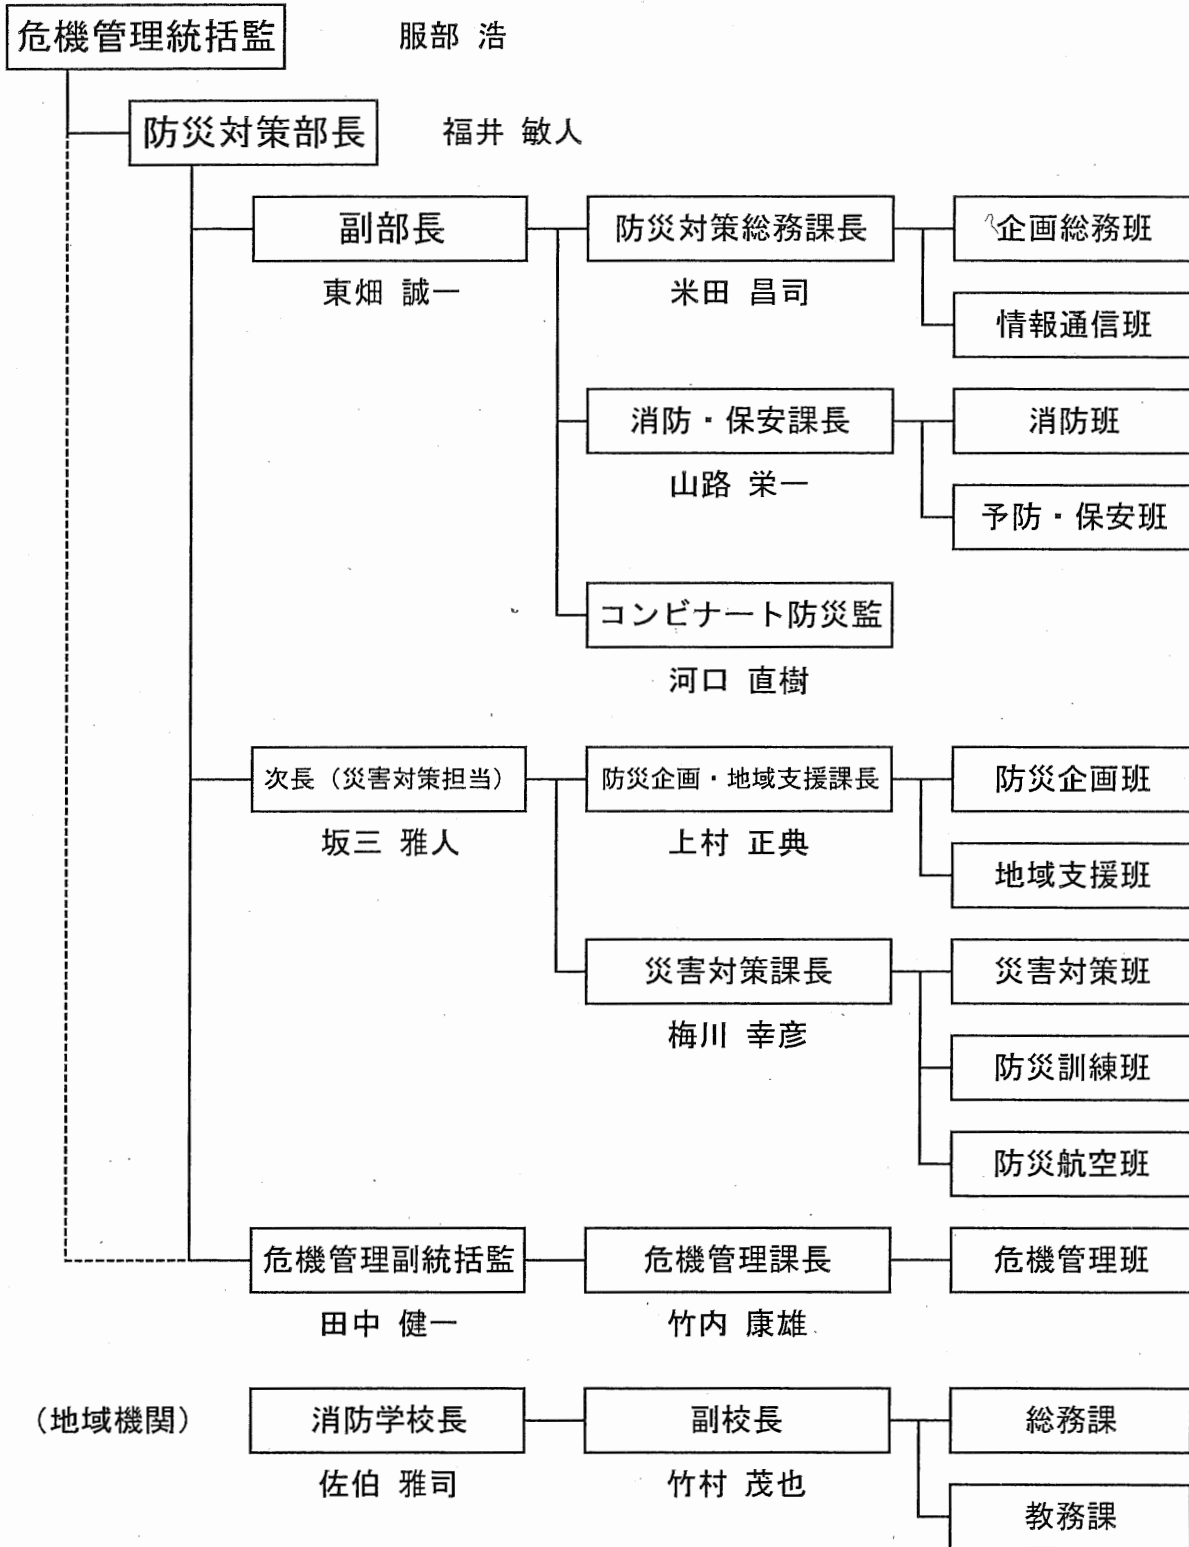 危機管理統括監 服部 浩
防災対策部長 福井 敏人
副部長 防災対策総務課長 企画総務班
東畑 誠一 米田 昌司
情報通信班
消防・保安課長 消防班
山路 栄一
予防・保安班
コンビナート防災監
河口 直樹
次長（災害対策担当） 防災企画・地域支援課長 防災企画班
坂三 雅人 上村 正典
地域支援班
災害対策課長 災害対策班
梅川 幸彦
防災訓練班
防災航空班
危機管理副統括監 危機管理課長 危機管理班
田中 健一 竹内 康雄
（地域機関） 消防学校長 副校長 総務課
佐伯 雅司 竹村 茂也
教務課